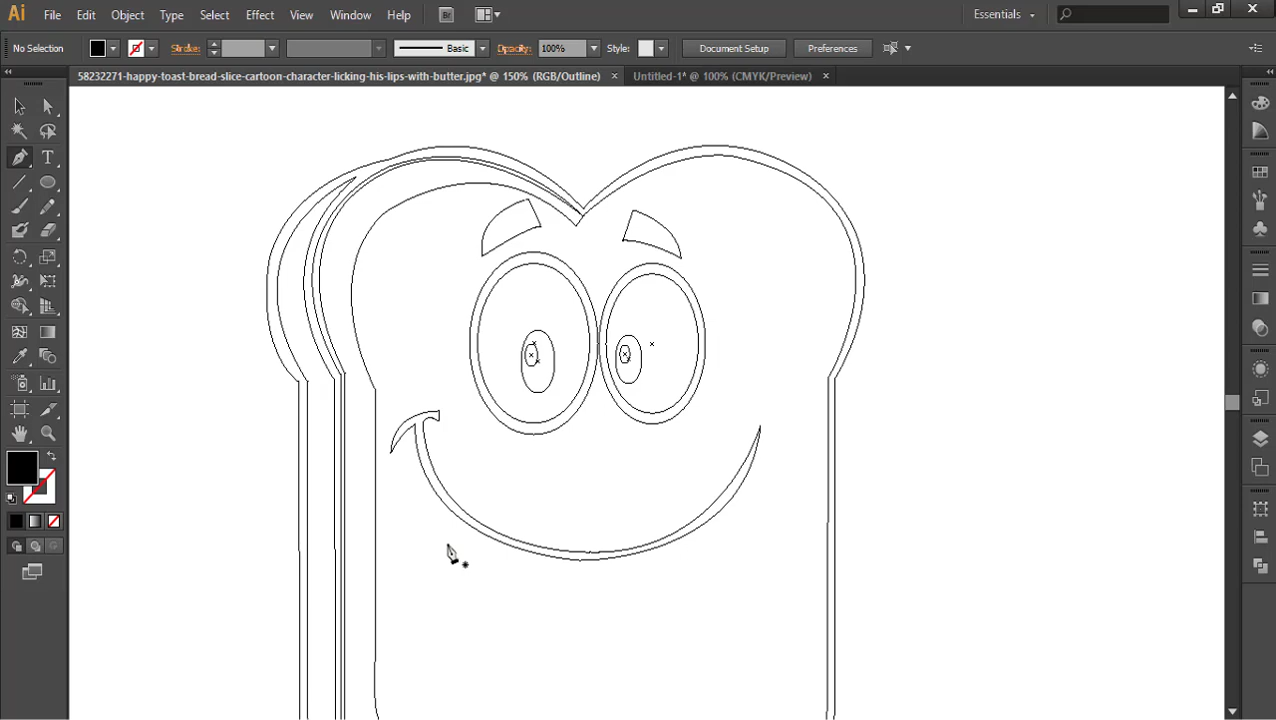 Ai File Edit Object Type Select Effect View Window Help Br Essentials
No Selection Stroke: Basic Opacity: 100% Style: Document Setup Preferences
58232271-happy-toast-bread-slice-cartoon-character-licking-his-lips-with-butter.jpg* @ 150% (RGB/Outline) × Untitled-1* @ 100% (CMYK/Preview) ×